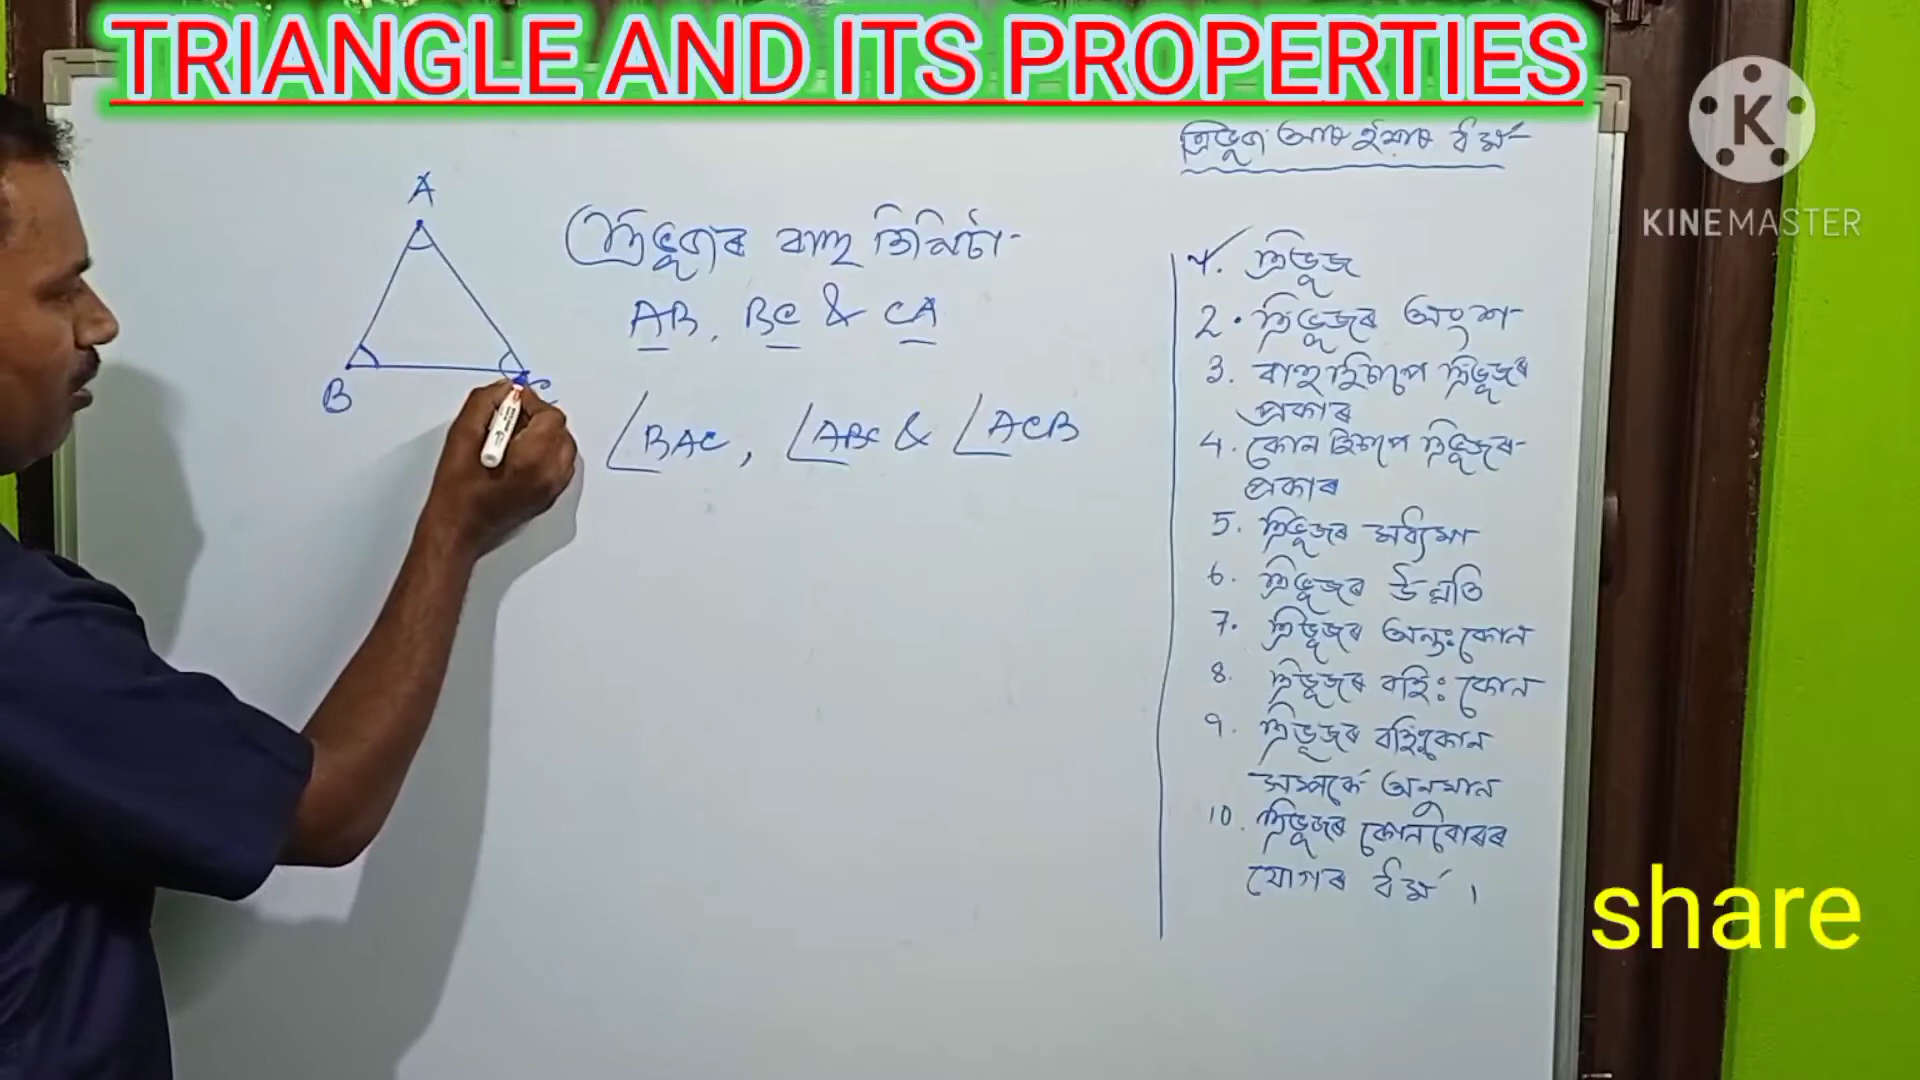 TRIANGLE AND ITS PROPERTIES
K
KINEMASTER
ত্ৰিভূজ আৰু ইয়াৰ ধৰ্ম
A
B
C
ত্ৰিভূজৰ বাহু তিনিটা-
AB, BC & CA
∠BAC, ∠ABC & ∠ACB
1. ত্ৰিভূজ
2. ত্ৰিভূজৰ অংশ
3. বাহু হিচাপে ত্ৰিভূজৰ
প্ৰকাৰ
4. কোন হিচাপে ত্ৰিভূজৰ
প্ৰকাৰ
5. ত্ৰিভূজৰ মধ্যমা
6. ত্ৰিভূজৰ উন্নতি
7. ত্ৰিভূজৰ অন্তঃকোন
8. ত্ৰিভূজৰ বহিঃ কোন
9. ত্ৰিভূজৰ বহিঃকোন
সম্পৰ্কে অনুমান
10. ত্ৰিভূজৰ কোনবোৰৰ
যোগৰ ধৰ্ম ।
share